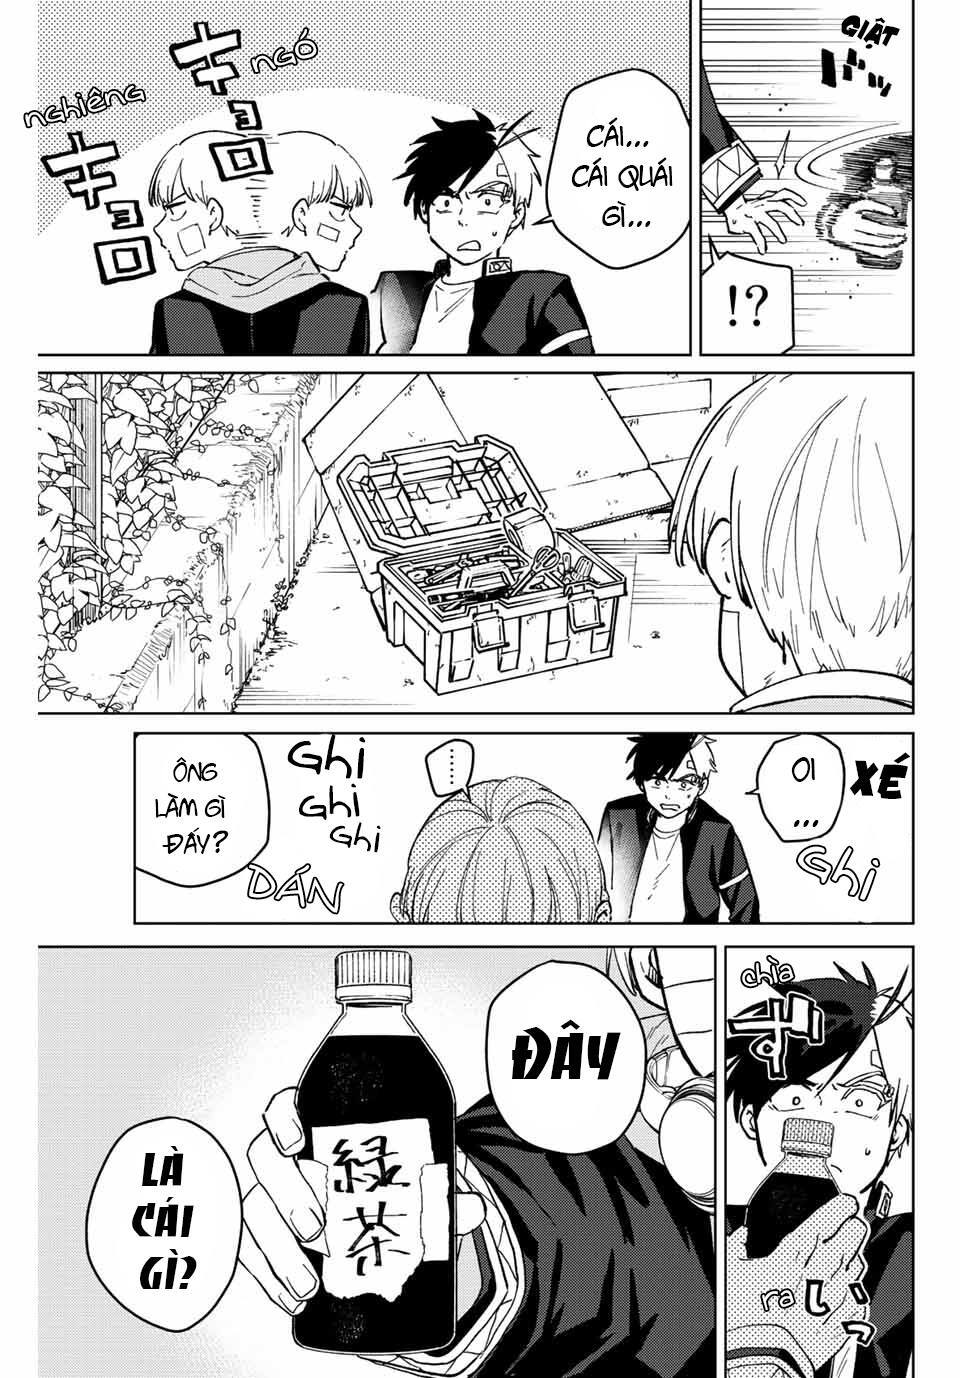 GIẬT
ドッ
!?
CÁI...
CÁI QUÁI
GÌ...
ngó
キョロ
nghiêng
キョロ
XÉ
OI
...
Ghi
......
Ghi
Ghi
Ghi
DÁN
ÔNG
LÀM GÌ
ĐẤY?
chìa
ずいっ
ra
ĐÂY
緑茶
LÀ
CÁI
GÌ?